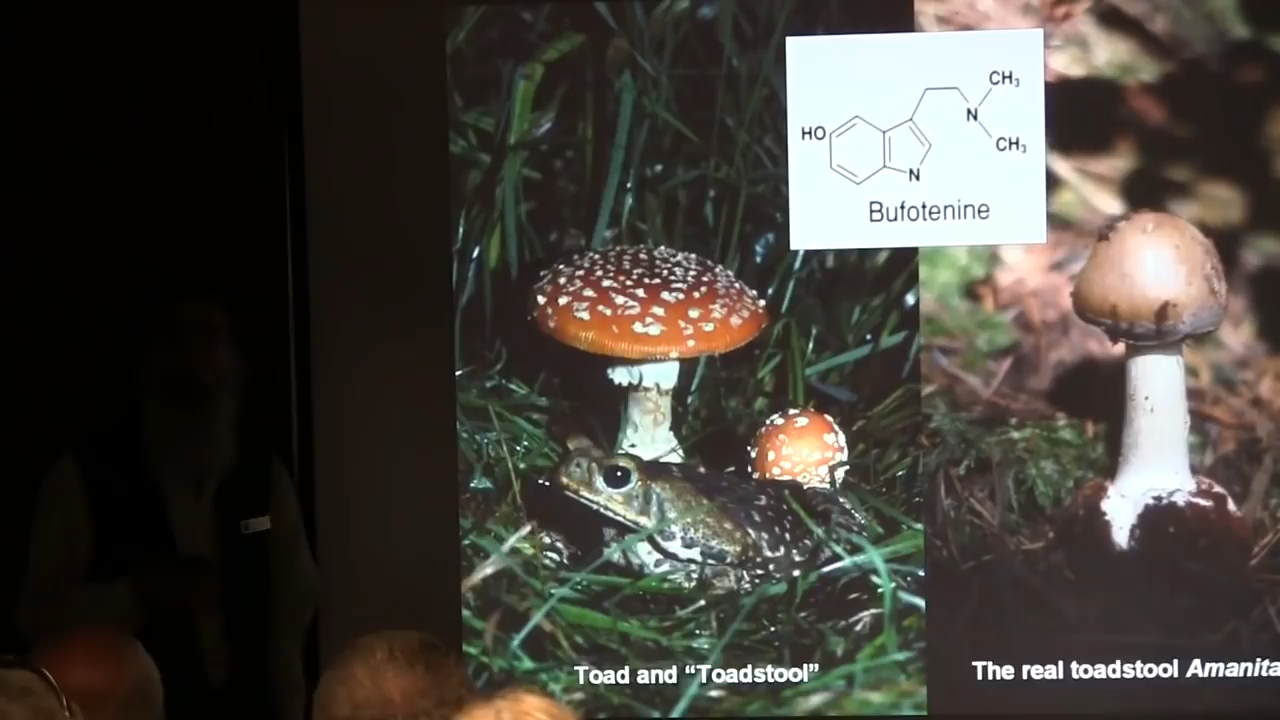 CH₃
HO
N
CH₃
N
Bufotenine
Toad and “Toadstool”
The real toadstool Amanita